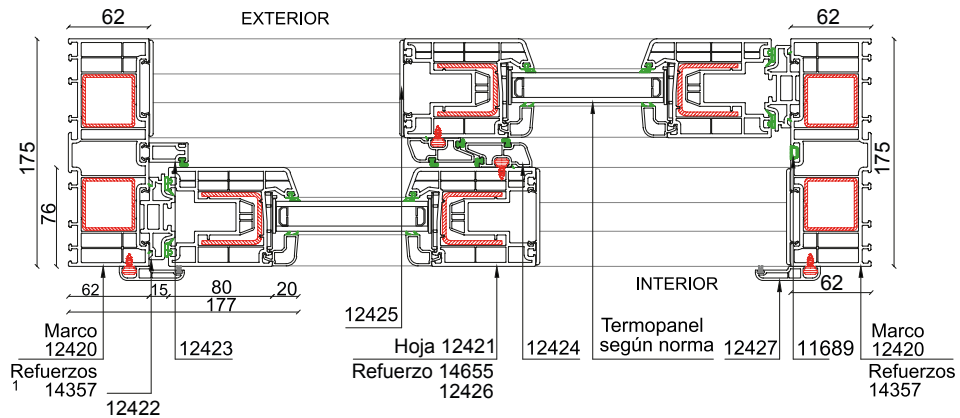 62
EXTERIOR
62
175
76
175
INTERIOR
62
15
80
20
62
177
12425
Marco
12420
12423
Hoja 12421
12424
Termopanel
según norma
12427
11689
Marco
12420
Refuerzos
1
14357
Refuerzo 14655
12426
Refuerzos
14357
12422